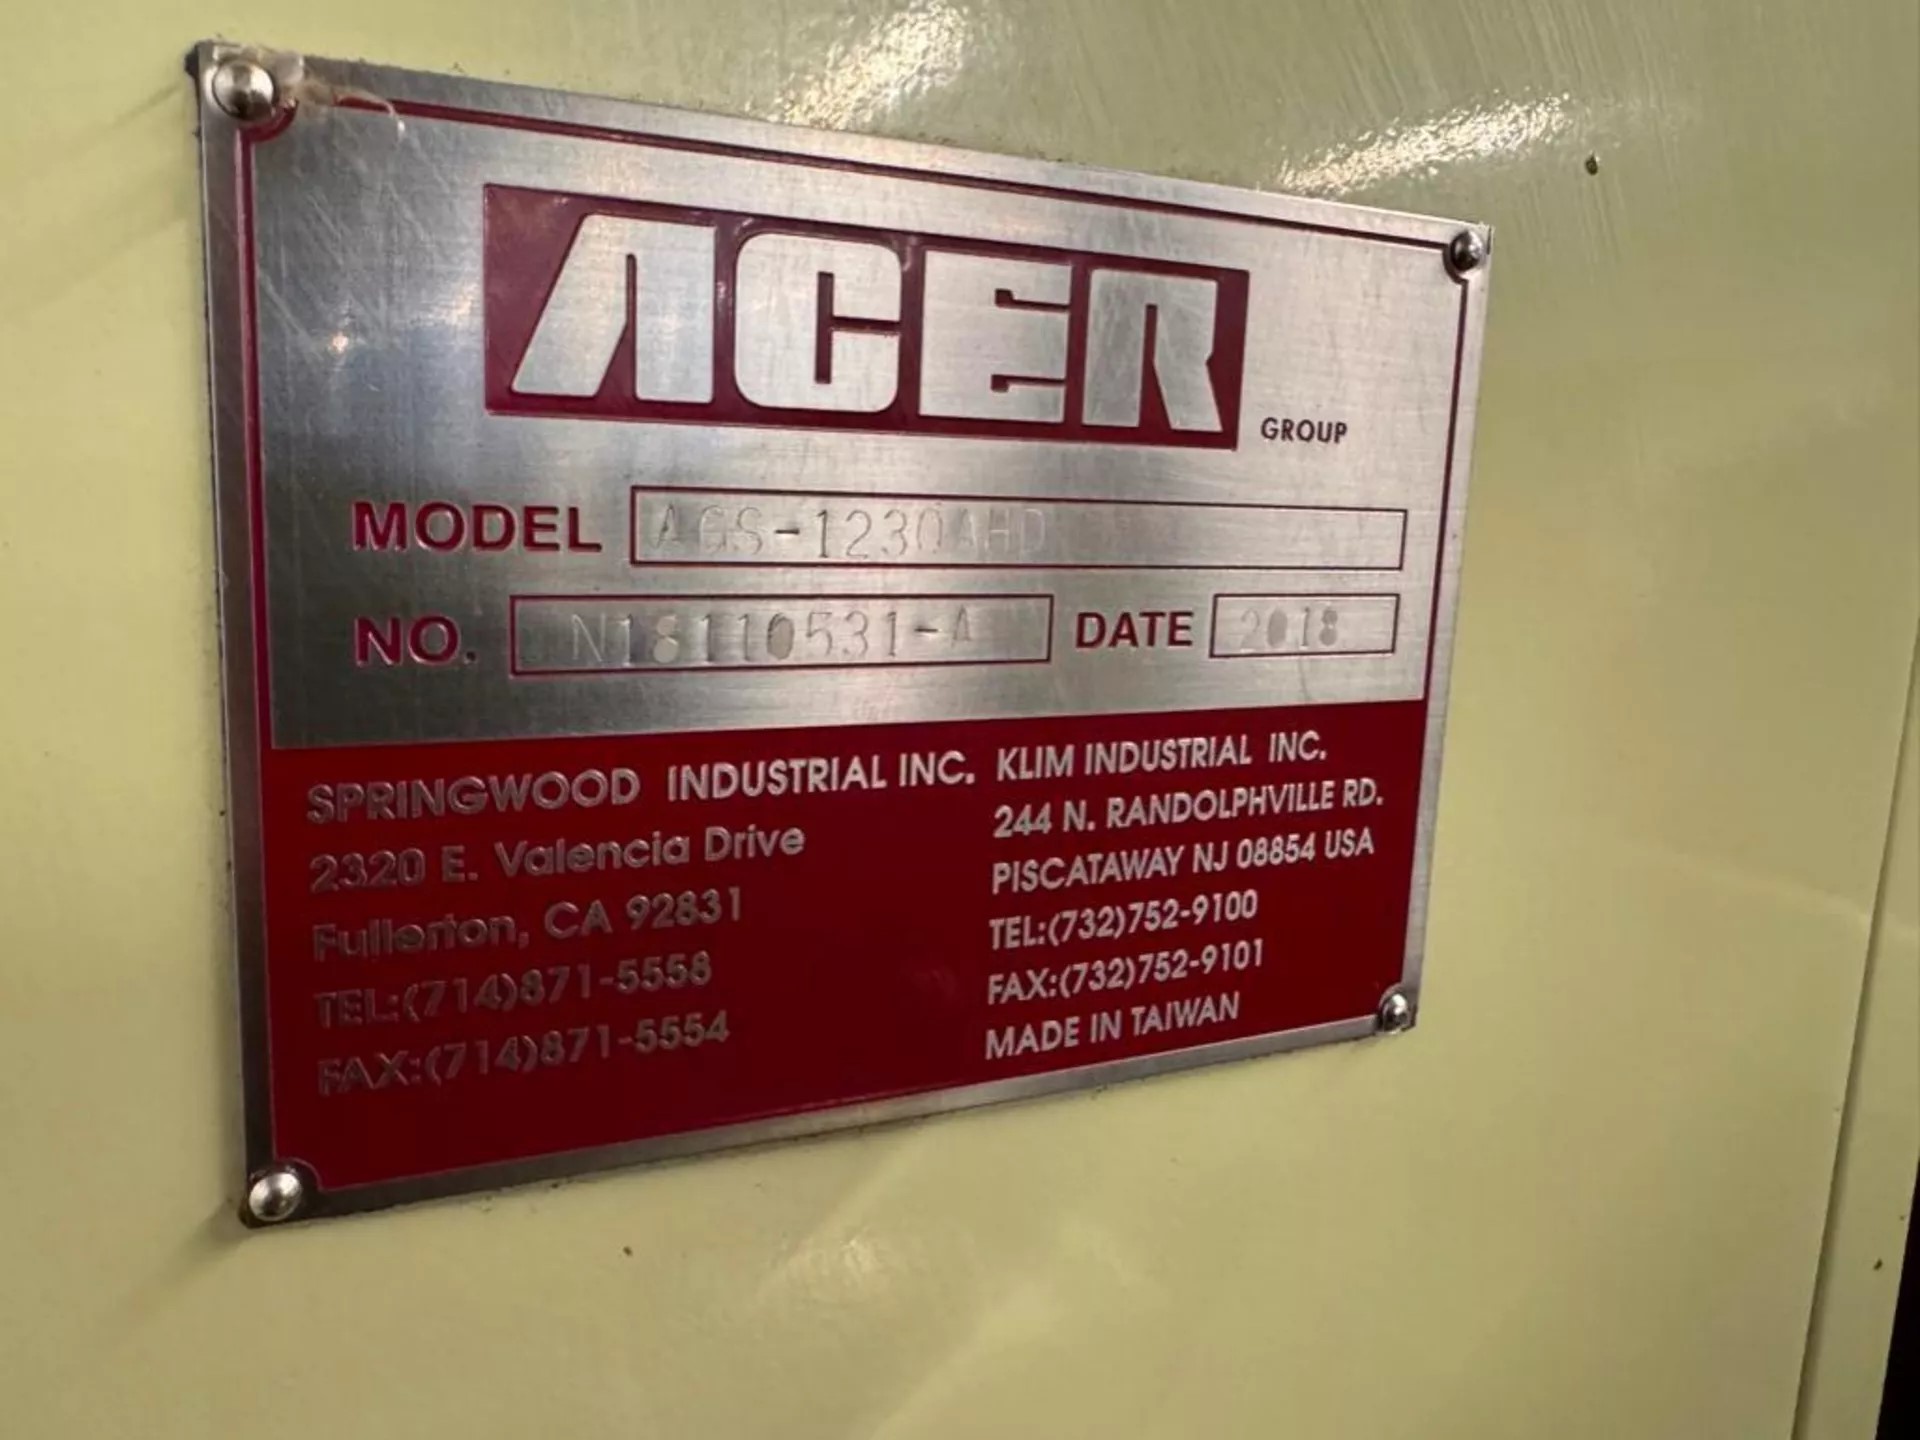 ACER GROUP
MODEL AGS-1230AHD
NO. N18110531-A DATE 2018
SPRINGWOOD INDUSTRIAL INC.
2320 E. Valencia Drive
Fullerton, CA 92831
TEL:(714)871-5558
FAX:(714)871-5554
KLIM INDUSTRIAL INC.
244 N. RANDOLPHVILLE RD.
PISCATAWAY NJ 08854 USA
TEL:(732)752-9100
FAX:(732)752-9101
MADE IN TAIWAN